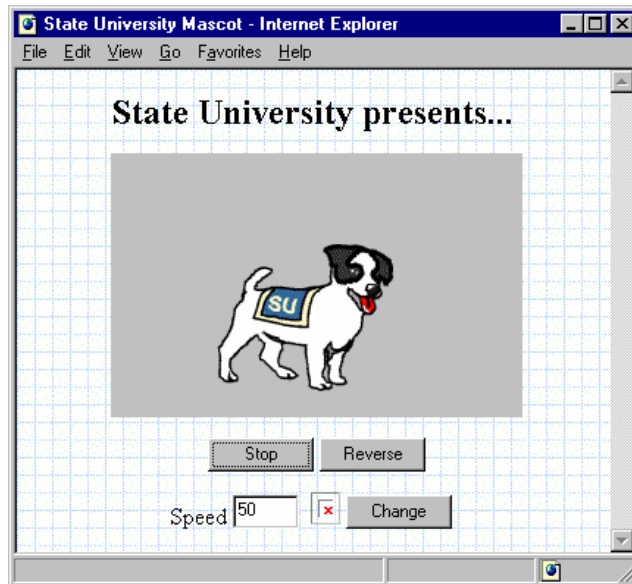 State University Mascot - Internet Explorer
File Edit View Go Favorites Help
State University presents...
SU
Stop Reverse
Speed 50 Change